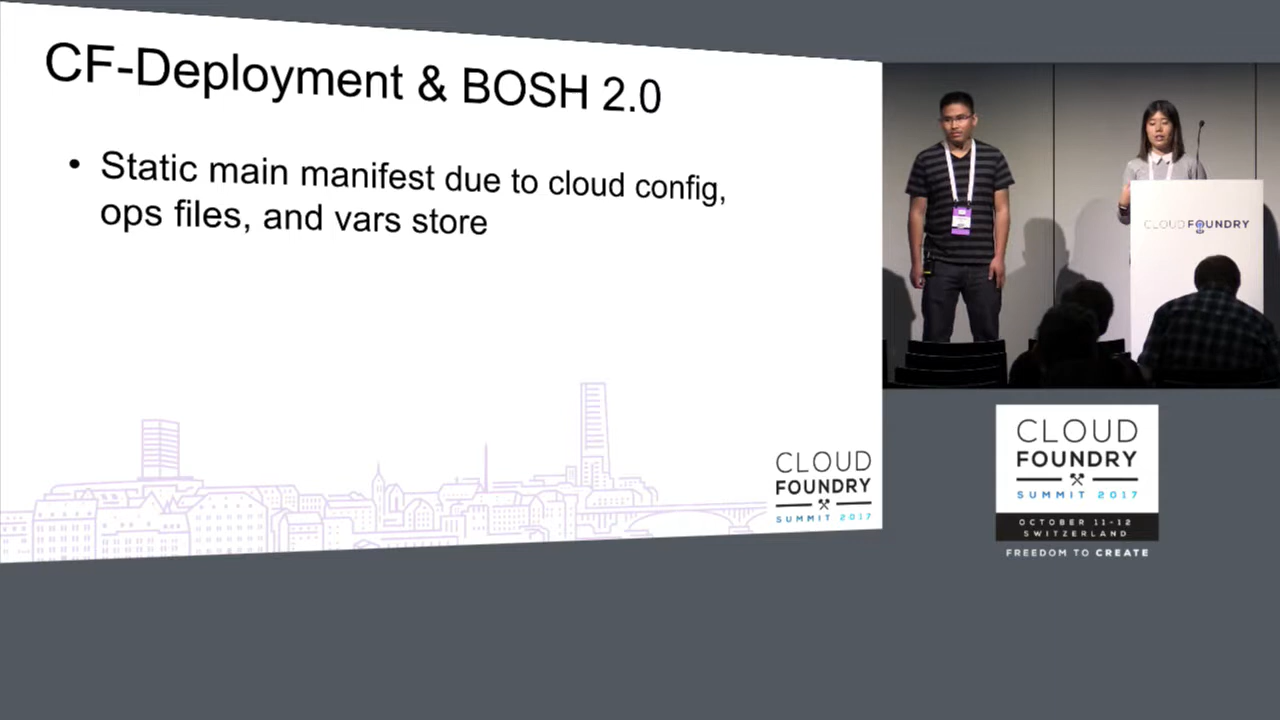 CF-Deployment & BOSH 2.0
• Static main manifest due to cloud config,
ops files, and vars store
CLOUD
FOUNDRY
SUMMIT 2017
CLOUD FOUNDRY
CLOUD
FOUNDRY
SUMMIT 2017
OCTOBER 11-12
SWITZERLAND
FREEDOM TO CREATE